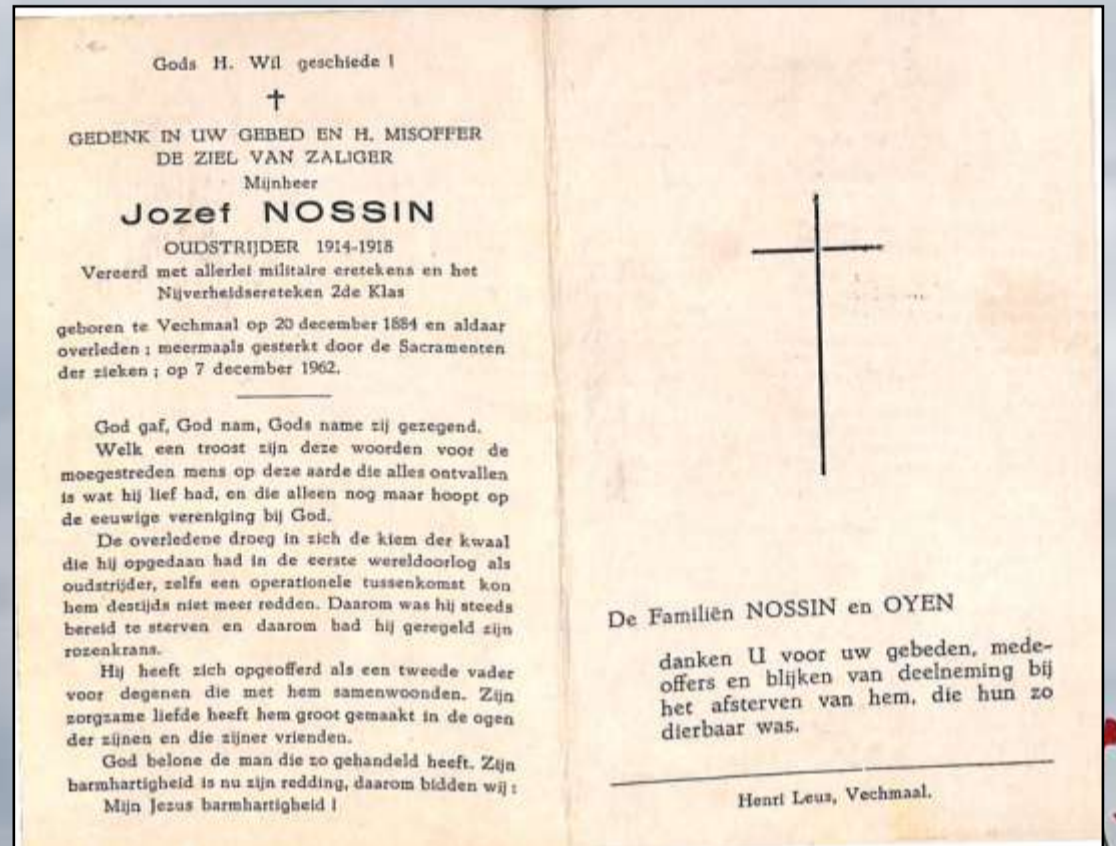 Gods H. Wil geschiede !
GEDENK IN UW GEBED EN H. MISOFFER
DE ZIEL VAN ZALIGER
Mijnheer
Jozef NOSSIN
OUDSTRIJDER 1914-1918
Vereerd met allerlei militaire eretekens en het
Nijverheidsereteken 2de Klas
geboren te Vechmaal op 20 december 1884 en aldaar
overleden ; meermaals gesterkt door de Sacramenten
der zieken ; op 7 december 1962.
God gaf, God nam, Gods name zij gezegend.
Welk een troost zijn deze woorden voor de
moegestreden mens op deze aarde die alles ontvallen
is wat hij lief had, en die alleen nog maar hoopt op
de eeuwige vereniging bij God.
De overledene droeg in zich de kiem der kwaal
die hij opgedaan had in de eerste wereldoorlog als
oudstrijder, zelfs een operationele tussenkomst kon
hem destijds niet meer redden. Daarom was hij steeds
bereid te sterven en daarom bad hij geregeld zijn
rozenkrans.
Hij heeft zich opgeofferd als een tweede vader
voor degenen die met hem samenwoonden. Zijn
zorgzame liefde heeft hem groot gemaakt in de ogen
der zijnen en die zijner vrienden.
God belone de man die zo gehandeld heeft. Zijn
barmhartigheid is nu zijn redding, daarom bidden wij :
Mijn Jezus barmhartigheid !
De Familiën NOSSIN en OYEN
danken U voor uw gebeden, mede-
offers en blijken van deelneming bij
het afsterven van hem, die hun zo
dierbaar was.
Henri Leus, Vechmaal.